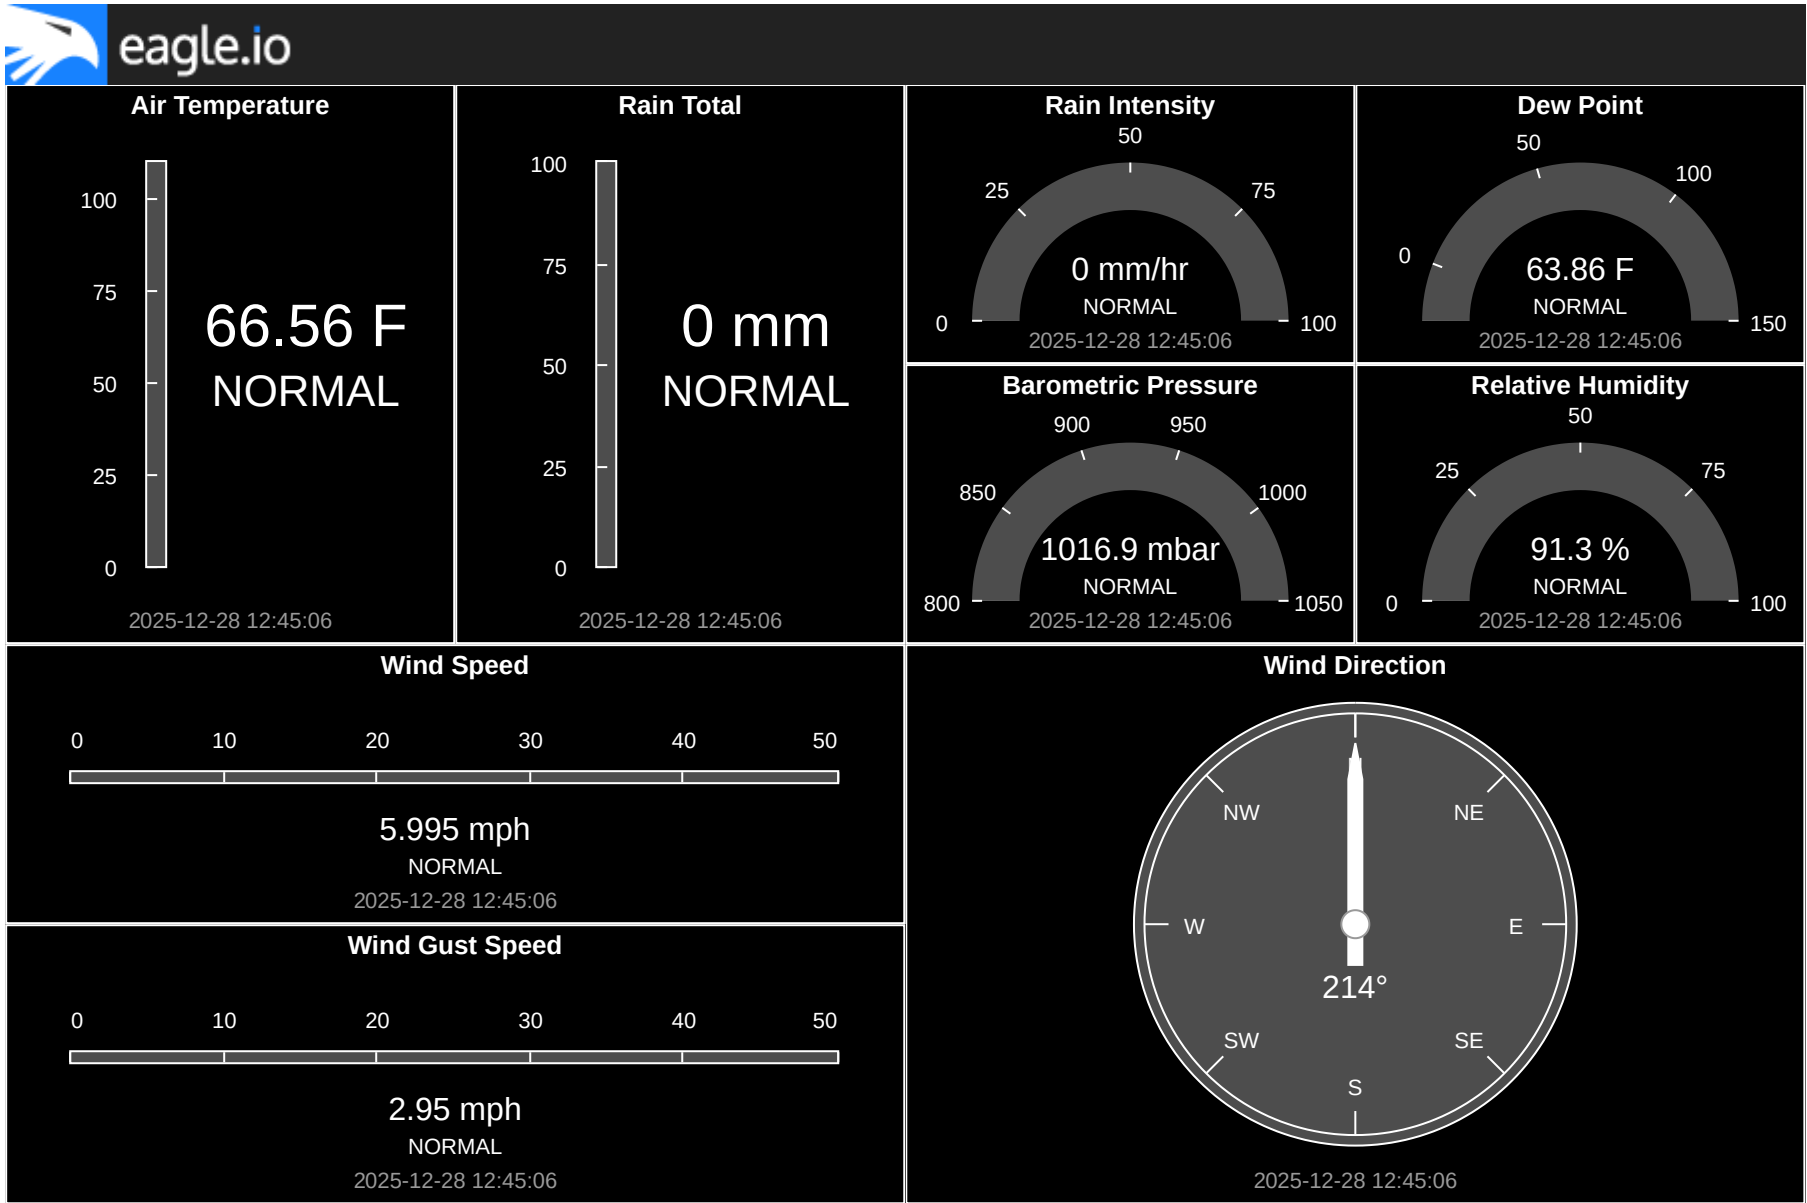 eagle.io
Air Temperature
100
75
50
25
0
66.56 F
NORMAL
2025-12-28 12:45:06
Rain Total
100
75
50
25
0
0 mm
NORMAL
2025-12-28 12:45:06
Rain Intensity
0
25
50
75
100
0 mm/hr
NORMAL
2025-12-28 12:45:06
Dew Point
0
50
100
150
63.86 F
NORMAL
2025-12-28 12:45:06
Barometric Pressure
800
850
900
950
1000
1050
1016.9 mbar
NORMAL
2025-12-28 12:45:06
Relative Humidity
0
25
50
75
100
91.3 %
NORMAL
2025-12-28 12:45:06
Wind Speed
0 10 20 30 40 50
5.995 mph
NORMAL
2025-12-28 12:45:06
Wind Gust Speed
0 10 20 30 40 50
2.95 mph
NORMAL
2025-12-28 12:45:06
Wind Direction
NW NE
W E
214°
SW SE
S
2025-12-28 12:45:06